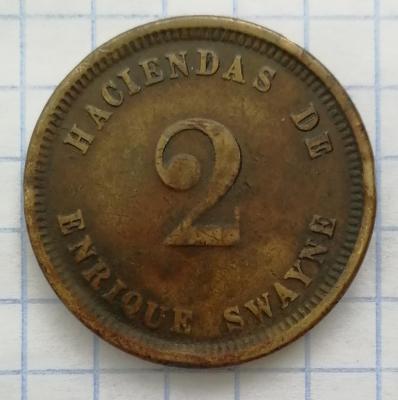 HACIENDAS DE
2
ENRIQUE SWAYNE